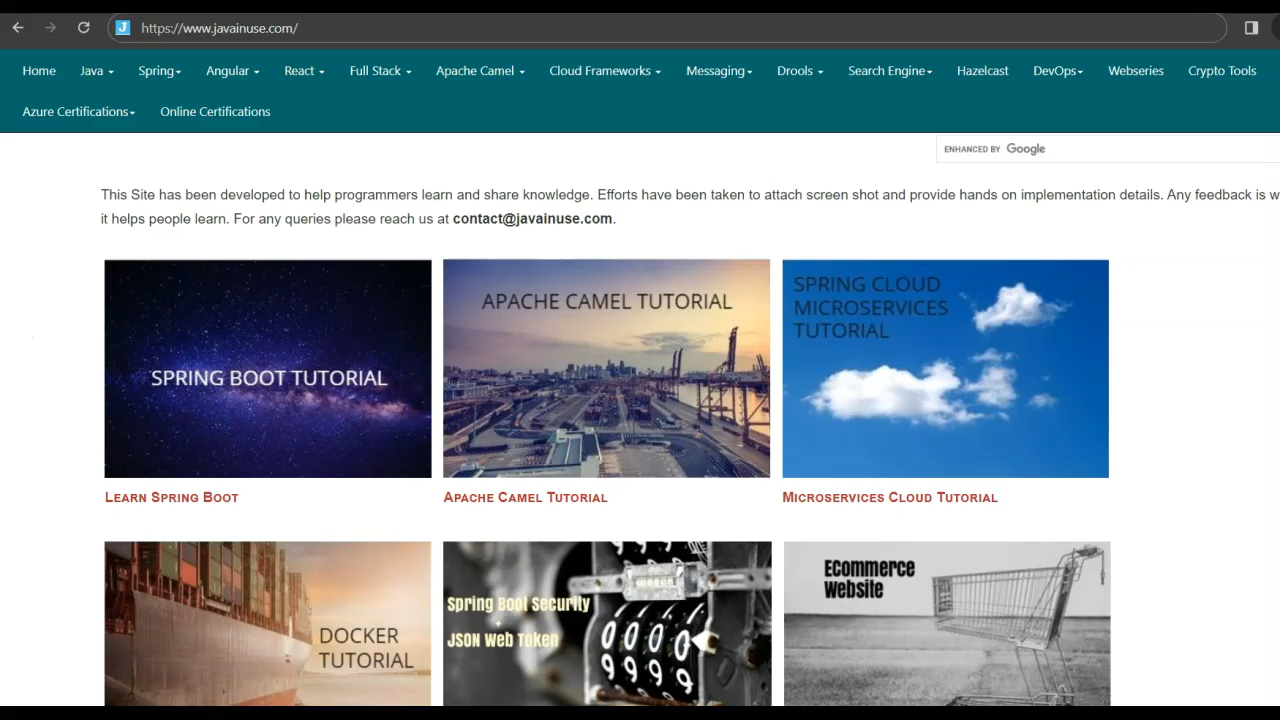 https://www.javainuse.com/
Home Java Spring Angular React Full Stack Apache Camel Cloud Frameworks Messaging Drools Search Engine Hazelcast DevOps Webseries Crypto Tools
Azure Certifications Online Certifications
ENHANCED BY Google
This Site has been developed to help programmers learn and share knowledge. Efforts have been taken to attach screen shot and provide hands on implementation details. Any feedback is w
it helps people learn. For any queries please reach us at contact@javainuse.com.
SPRING BOOT TUTORIAL
APACHE CAMEL TUTORIAL
SPRING CLOUD
MICROSERVICES
TUTORIAL
LEARN SPRING BOOT
APACHE CAMEL TUTORIAL
MICROSERVICES CLOUD TUTORIAL
DOCKER
TUTORIAL
Spring Boot Security
+
JSON Web Token
0000
9999
ECommerce
Website